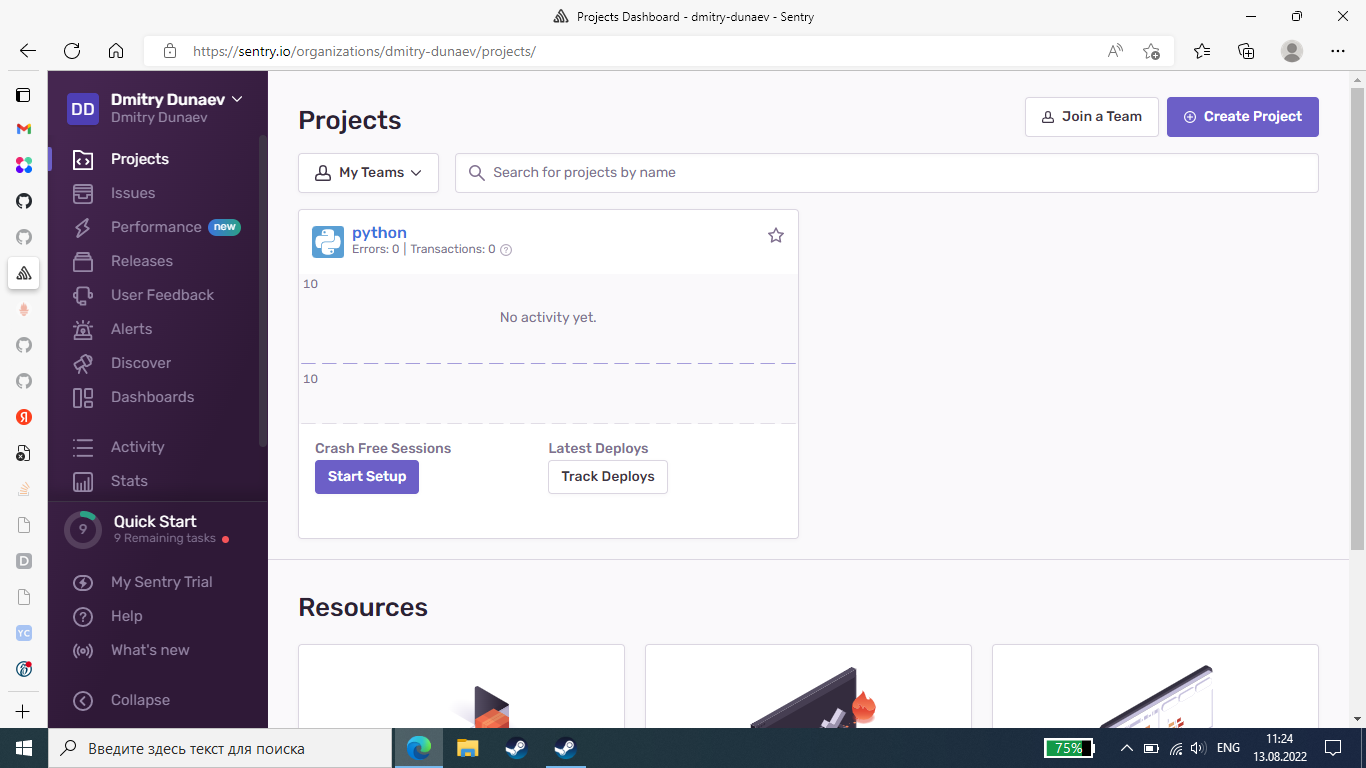 Projects Dashboard - dmitry-dunaev - Sentry
https://sentry.io/organizations/dmitry-dunaev/projects/
DD
Dmitry Dunaev
Dmitry Dunaev
Projects
Issues
Performance new
Releases
User Feedback
Alerts
Discover
Dashboards
Activity
Stats
9
Quick Start
9 Remaining tasks
My Sentry Trial
Help
What's new
Collapse
Projects
Join a Team
Create Project
My Teams
Search for projects by name
python
Errors: 0 | Transactions: 0
10
No activity yet.
10
Crash Free Sessions
Start Setup
Latest Deploys
Track Deploys
Resources
Я
D
YC
Введите здесь текст для поиска
75%
ENG
11:24
13.08.2022